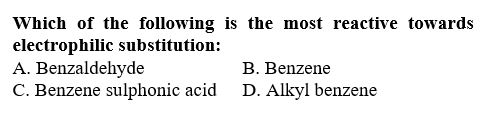 Which of the following is the most reactive towards
electrophilic substitution:
A. Benzaldehyde B. Benzene
C. Benzene sulphonic acid D. Alkyl benzene